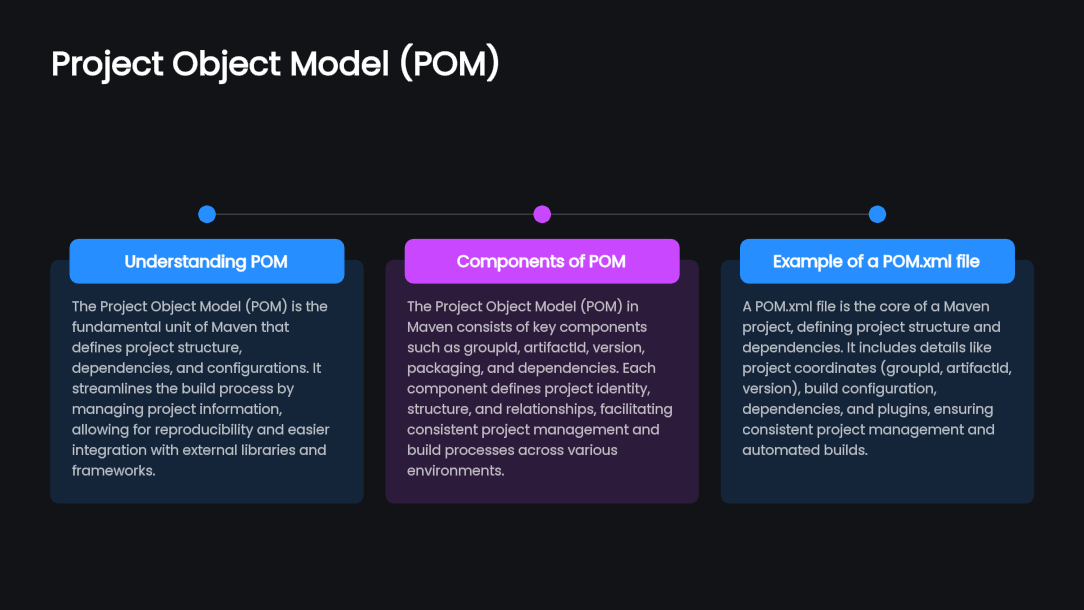 Project Object Model (POM)
Understanding POM
The Project Object Model (POM) is the
fundamental unit of Maven that
defines project structure,
dependencies, and configurations. It
streamlines the build process by
managing project information,
allowing for reproducibility and easier
integration with external libraries and
frameworks.
Components of POM
The Project Object Model (POM) in
Maven consists of key components
such as groupId, artifactId, version,
packaging, and dependencies. Each
component defines project identity,
structure, and relationships, facilitating
consistent project management and
build processes across various
environments.
Example of a POM.xml file
A POM.xml file is the core of a Maven
project, defining project structure and
dependencies. It includes details like
project coordinates (groupId, artifactId,
version), build configuration,
dependencies, and plugins, ensuring
consistent project management and
automated builds.